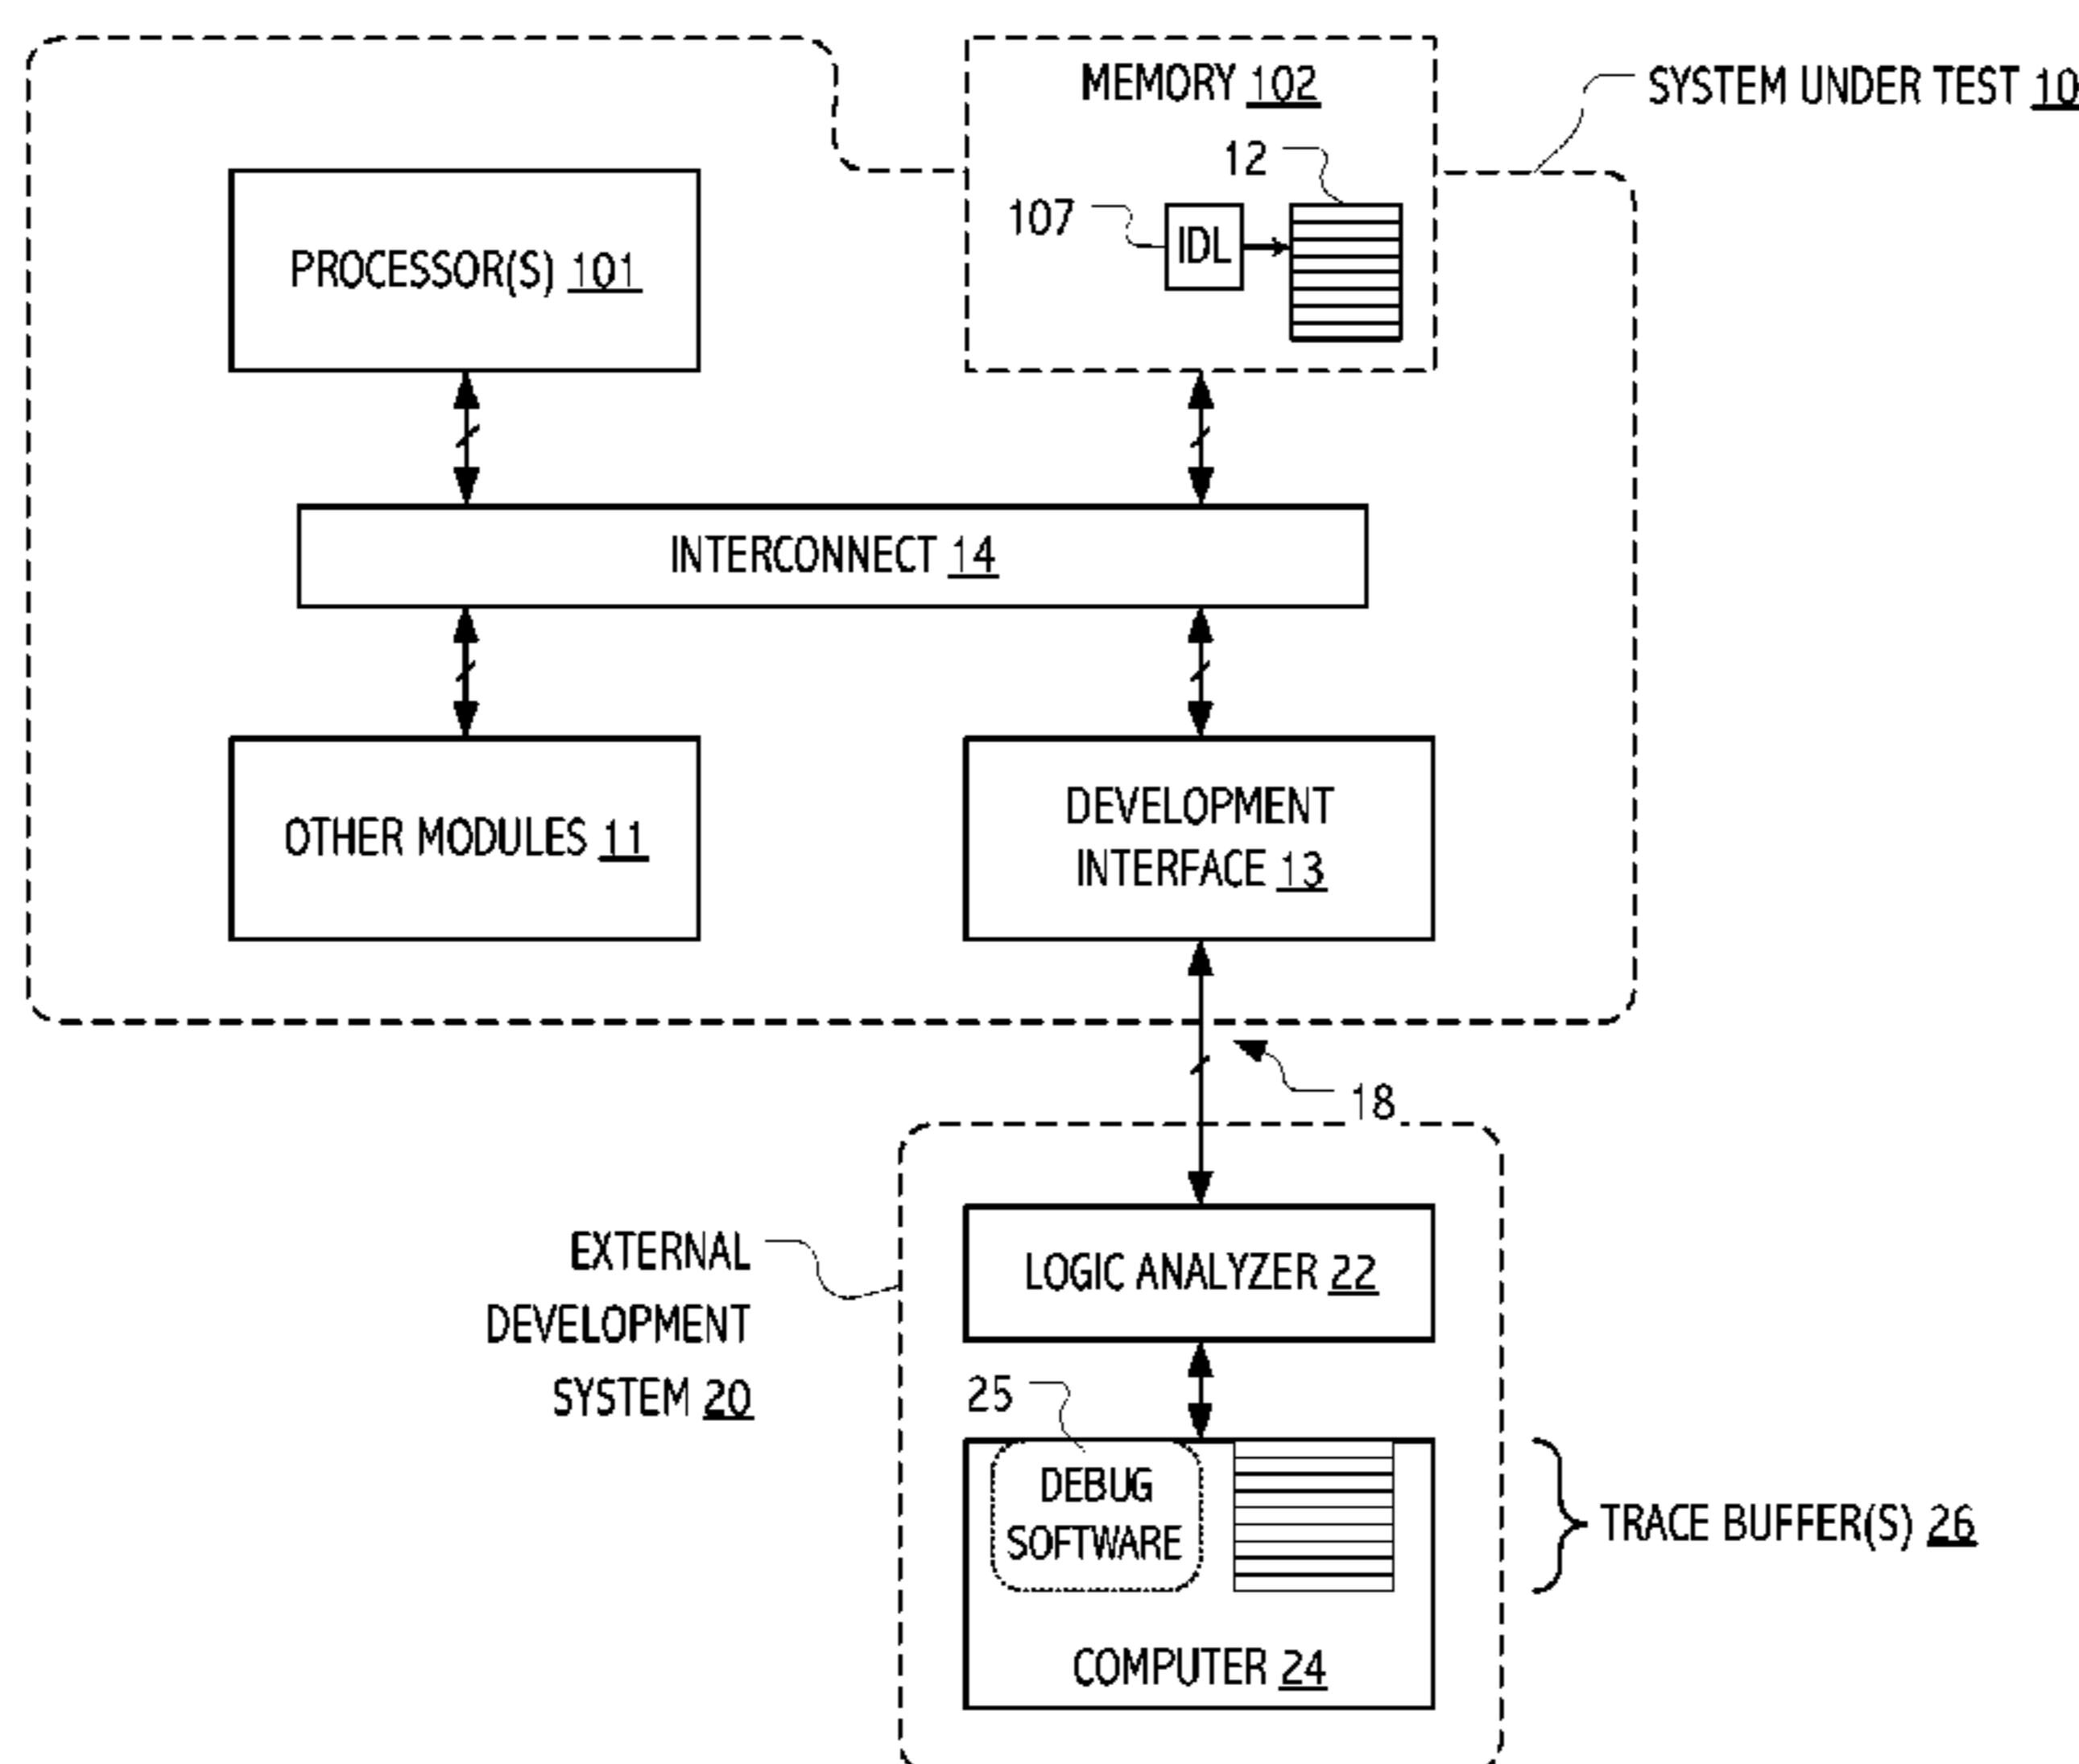 MEMORY 102
SYSTEM UNDER TEST 10
12
107
IDL
PROCESSOR(S) 101
INTERCONNECT 14
OTHER MODULES 11
DEVELOPMENT
INTERFACE 13
18
EXTERNAL
DEVELOPMENT
SYSTEM 20
LOGIC ANALYZER 22
25
DEBUG
SOFTWARE
TRACE BUFFER(S) 26
COMPUTER 24